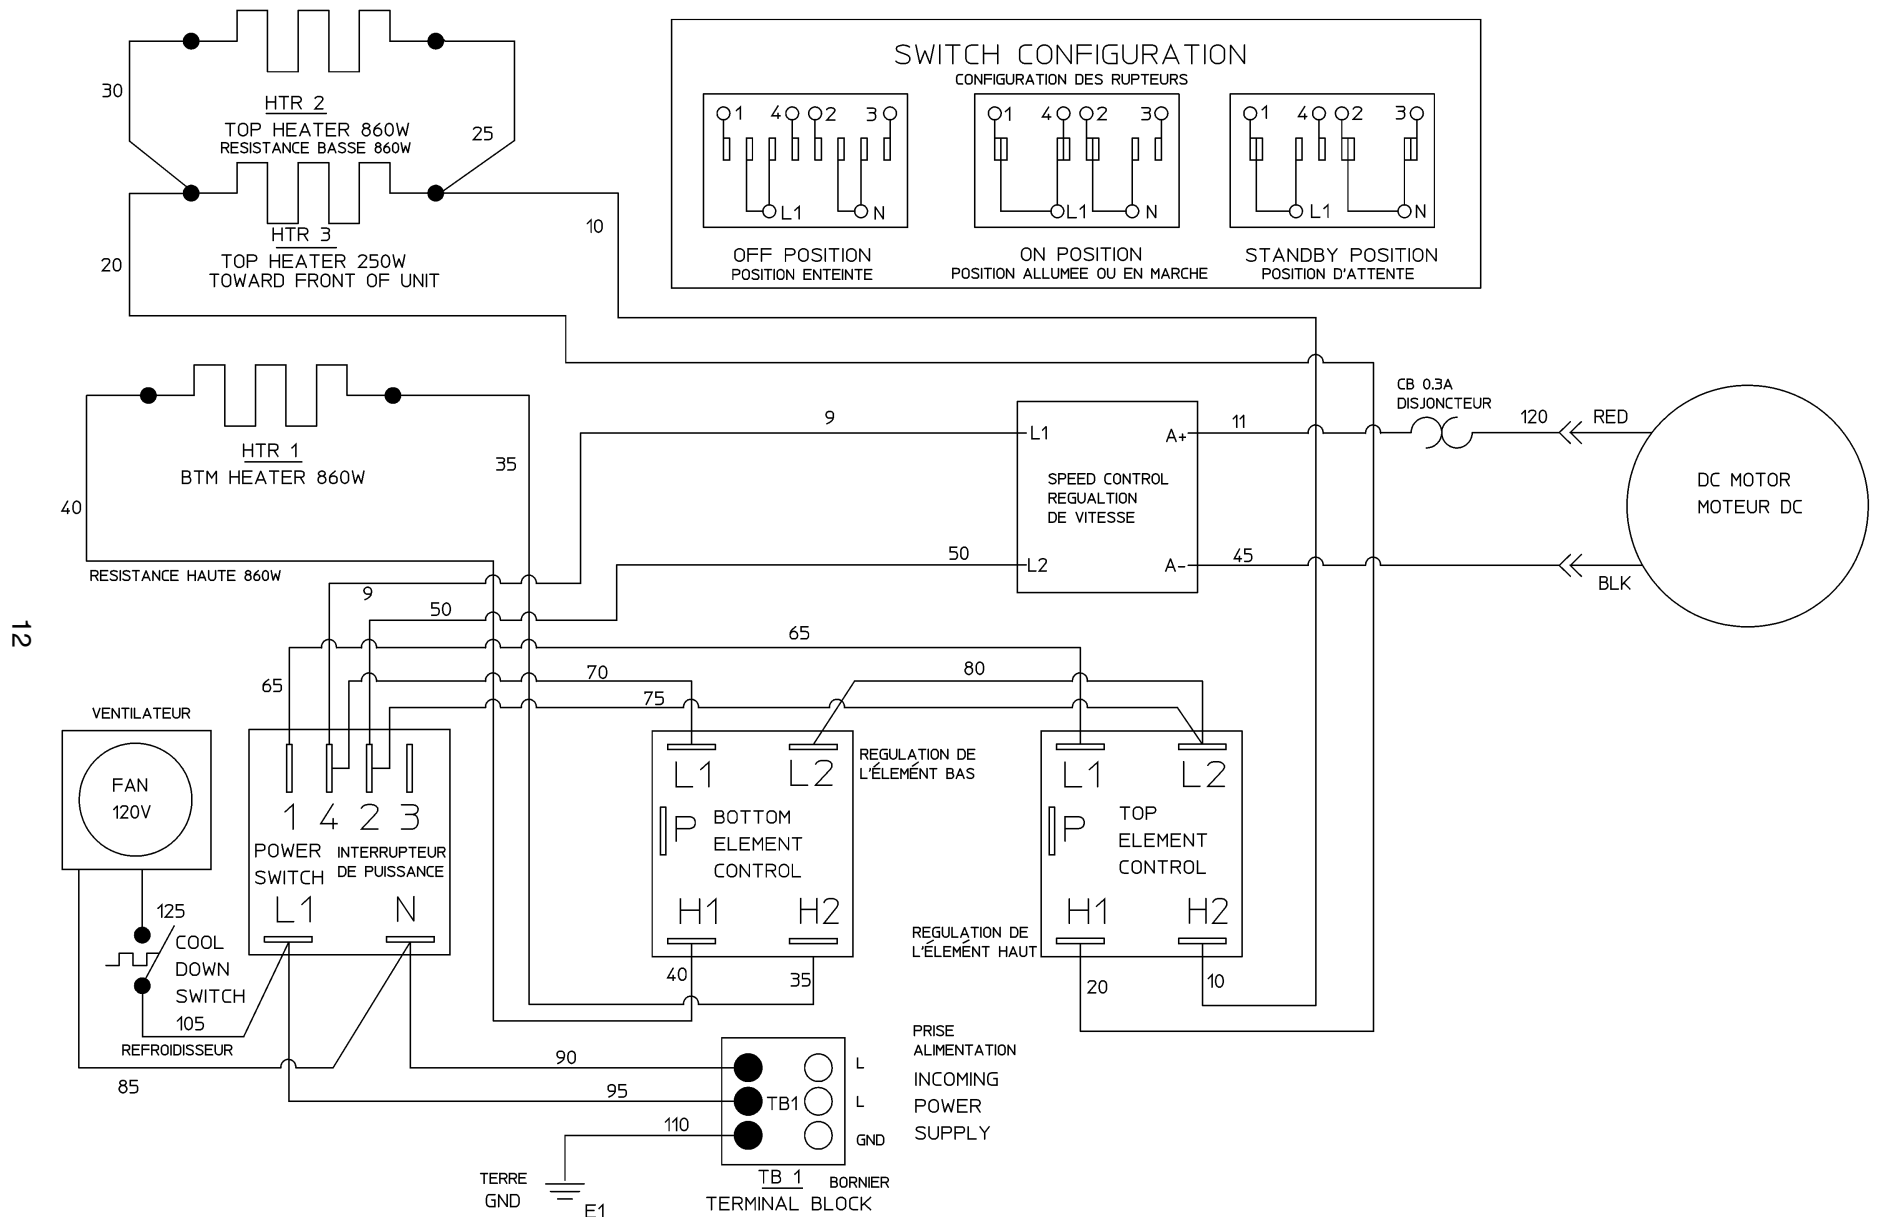 SWITCH CONFIGURATION
CONFIGURATION DES RUPTEURS
1 4 2 3
L1 N
OFF POSITION
POSITION ENTEINTE
1 4 2 3
L1 N
ON POSITION
POSITION ALLUMEE OU EN MARCHE
1 4 2 3
L1 N
STANDBY POSITION
POSITION D'ATTENTE
30
HTR 2
TOP HEATER 860W
RESISTANCE BASSE 860W
25
10
20
HTR 3
TOP HEATER 250W
TOWARD FRONT OF UNIT
HTR 1
BTM HEATER 860W
35
40
RESISTANCE HAUTE 860W
9
9
50
50
L1
L2
A+
A-
SPEED CONTROL
REGUALTION
DE VITESSE
11
45
CB 0.3A
DISJONCTEUR
120
RED
BLK
DC MOTOR
MOTEUR DC
12
65
65
70
75
80
VENTILATEUR
FAN
120V
1 4 2 3
POWER
SWITCH
INTERRUPTEUR
DE PUISSANCE
L1 N
L1 L2
P
BOTTOM
ELEMENT
CONTROL
H1 H2
REGULATION DE
L'ÉLEMÉNT BAS
L1 L2
P
TOP
ELEMENT
CONTROL
H1 H2
REGULATION DE
L'ÉLEMÉNT HAUT
125
COOL
DOWN
SWITCH
105
REFROIDISSEUR
85
40
35
20
10
90
95
110
TB1
L
L
GND
PRISE
ALIMENTATION
INCOMING
POWER
SUPPLY
TERRE
GND
E1
TB 1
BORNIER
TERMINAL BLOCK